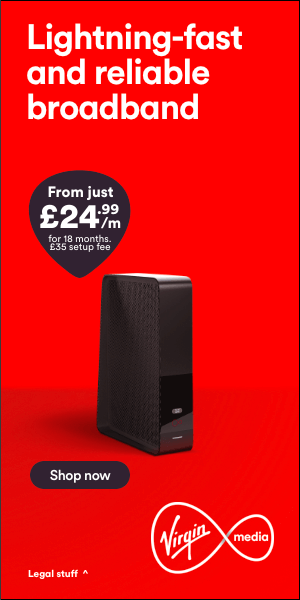 Lightning-fast
and reliable
broadband
From just
£24.99/m
for 18 months.
£35 setup fee
Shop now
Virgin media
Legal stuff ^